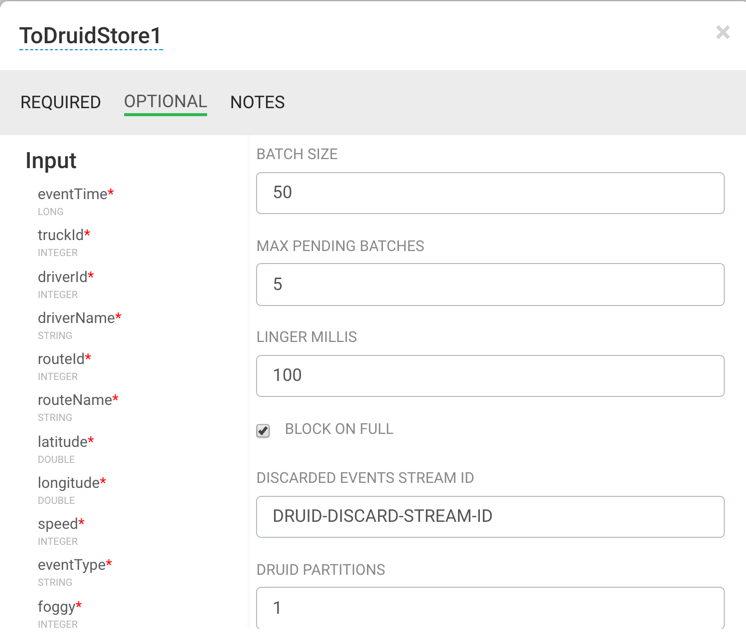 ToDruidStore1
×
REQUIRED OPTIONAL NOTES
Input
eventTime*
LONG
truckId*
INTEGER
driverId*
INTEGER
driverName*
STRING
routeId*
INTEGER
routeName*
STRING
latitude*
DOUBLE
longitude*
DOUBLE
speed*
INTEGER
eventType*
STRING
foggy*
INTEGER
BATCH SIZE
50
MAX PENDING BATCHES
5
LINGER MILLIS
100
BLOCK ON FULL
DISCARDED EVENTS STREAM ID
DRUID-DISCARD-STREAM-ID
DRUID PARTITIONS
1